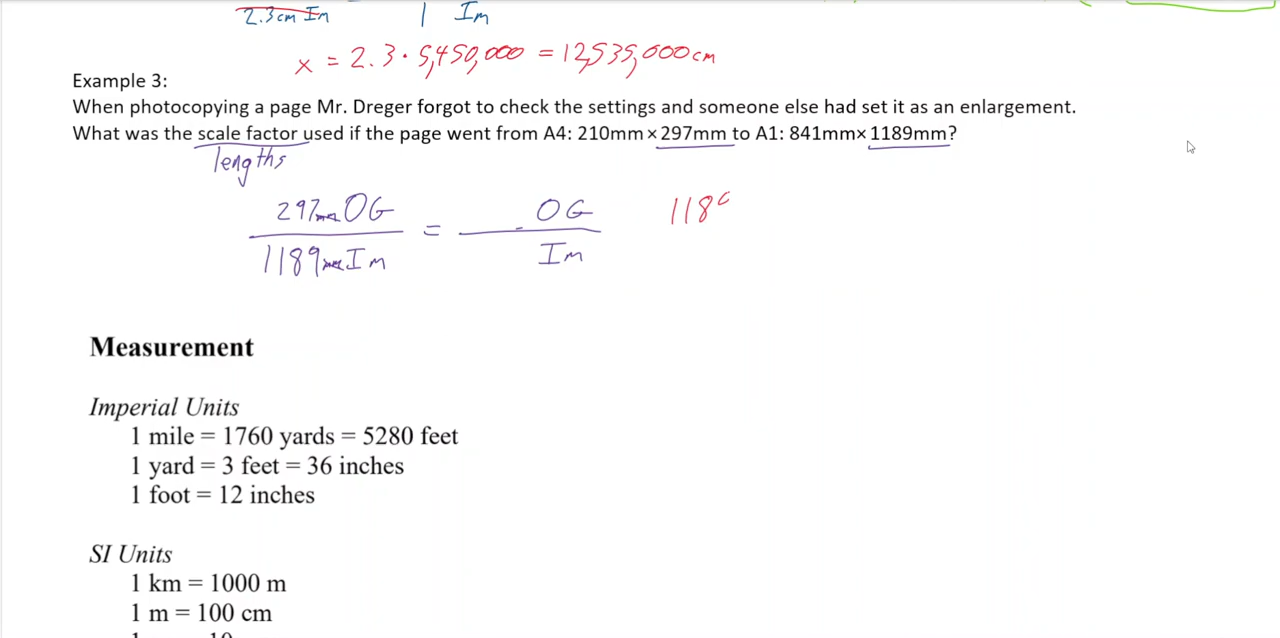 2.3cm Im 1 Im
x = 2.3 · 5,450,000 = 12,535,000cm
Example 3:
When photocopying a page Mr. Dreger forgot to check the settings and someone else had set it as an enlargement.
What was the scale factor used if the page went from A4: 210mm×297mm to A1: 841mm×1189mm?
lengths
297mm OG = OG 118
1189mm Im Im
Measurement
Imperial Units
1 mile = 1760 yards = 5280 feet
1 yard = 3 feet = 36 inches
1 foot = 12 inches
SI Units
1 km = 1000 m
1 m = 100 cm